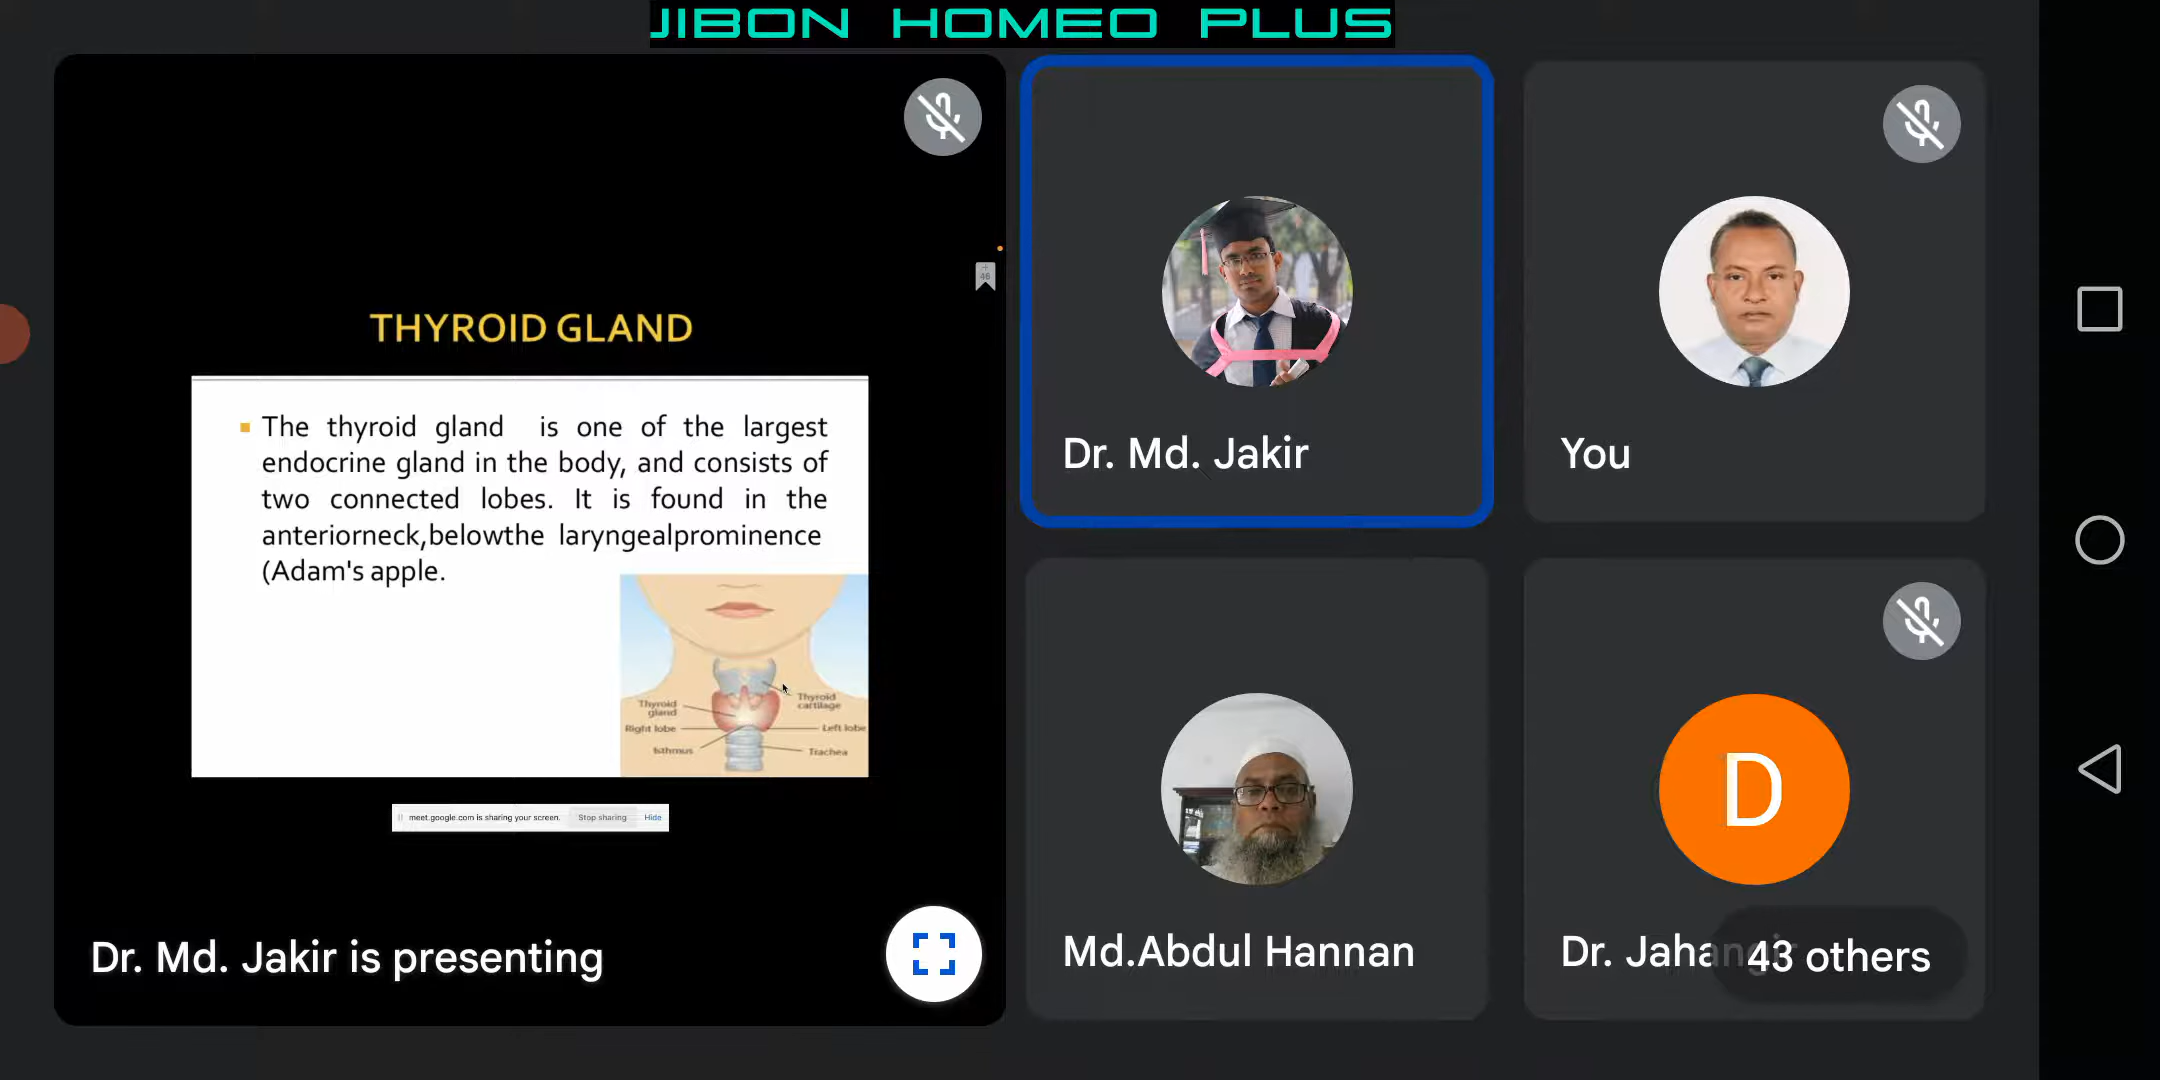 JIBON HOMEO PLUS
THYROID GLAND
The thyroid gland is one of the largest
endocrine gland in the body, and consists of
two connected lobes. It is found in the
anteriorneck,belowthe laryngealprominence
(Adam's apple.
Thyroid
gland
Thyroid
cartilage
Right lobe
Left lobe
Isthmus
Trachea
meet.google.com is sharing your screen.
Stop sharing
Hide
Dr. Md. Jakir is presenting
Dr. Md. Jakir
You
Md.Abdul Hannan
D
Dr. Jahangir
43 others